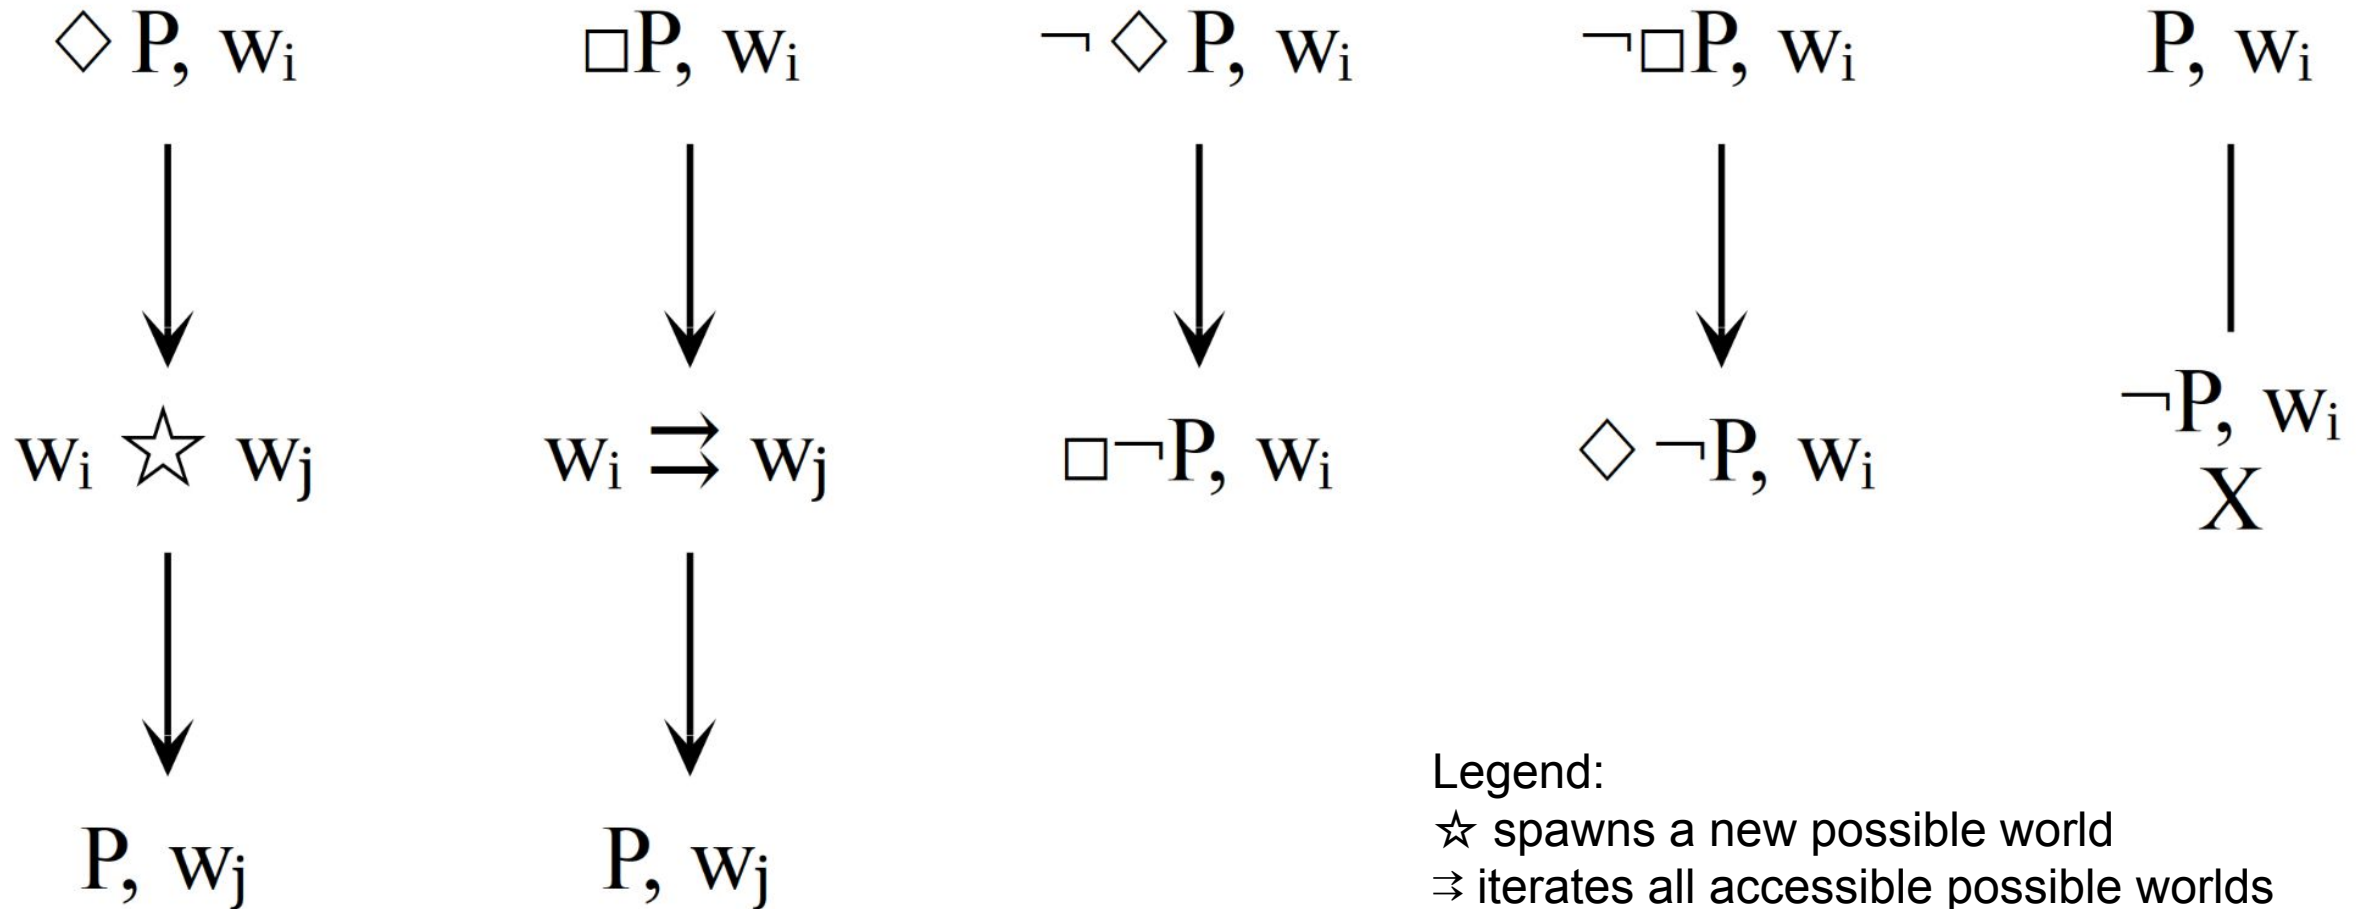 ◇ P, wᵢ
□P, wᵢ
¬ ◇ P, wᵢ
¬□P, wᵢ
P, wᵢ
wᵢ ☆ wⱼ
wᵢ ⇉ wⱼ
□¬P, wᵢ
◇ ¬P, wᵢ
¬P, wᵢ
X
P, wⱼ
P, wⱼ
Legend:
☆ spawns a new possible world
⇉ iterates all accessible possible worlds